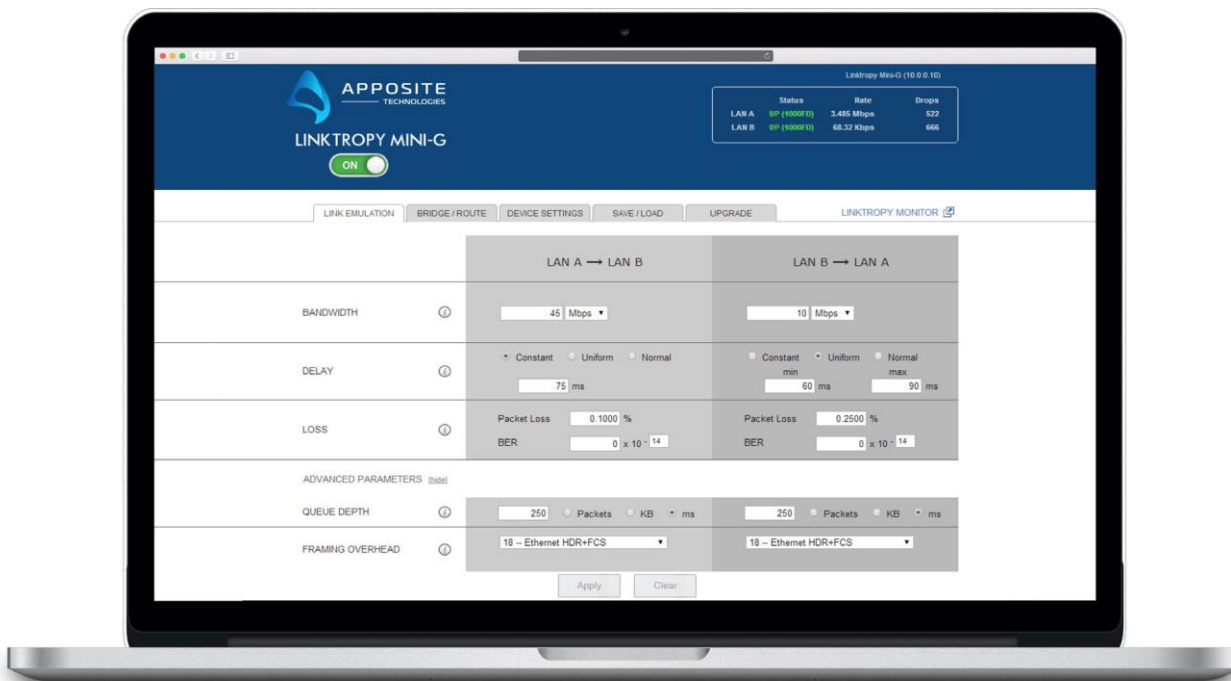 Linktropy Mini-G (10.0.0.10)
APPOSITE
TECHNOLOGIES
LINKTROPY MINI-G
ON
Status Rate Drops
LAN A UP (1000FD) 3.485 Mbps 522
LAN B UP (1000FD) 68.32 Kbps 666
LINK EMULATION BRIDGE / ROUTE DEVICE SETTINGS SAVE / LOAD UPGRADE LINKTROPY MONITOR
LAN A → LAN B LAN B → LAN A
BANDWIDTH i 45 Mbps 10 Mbps
Constant Uniform Normal Constant Uniform Normal
min max
DELAY i 75 ms 60 ms 90 ms
Packet Loss 0.1000 % Packet Loss 0.2500 %
LOSS i
BER 0 x 10 - 14 BER 0 x 10 - 14
ADVANCED PARAMETERS (hide)
QUEUE DEPTH i 250 Packets KB ms 250 Packets KB ms
FRAMING OVERHEAD i 18 -- Ethernet HDR+FCS 18 -- Ethernet HDR+FCS
Apply Clear